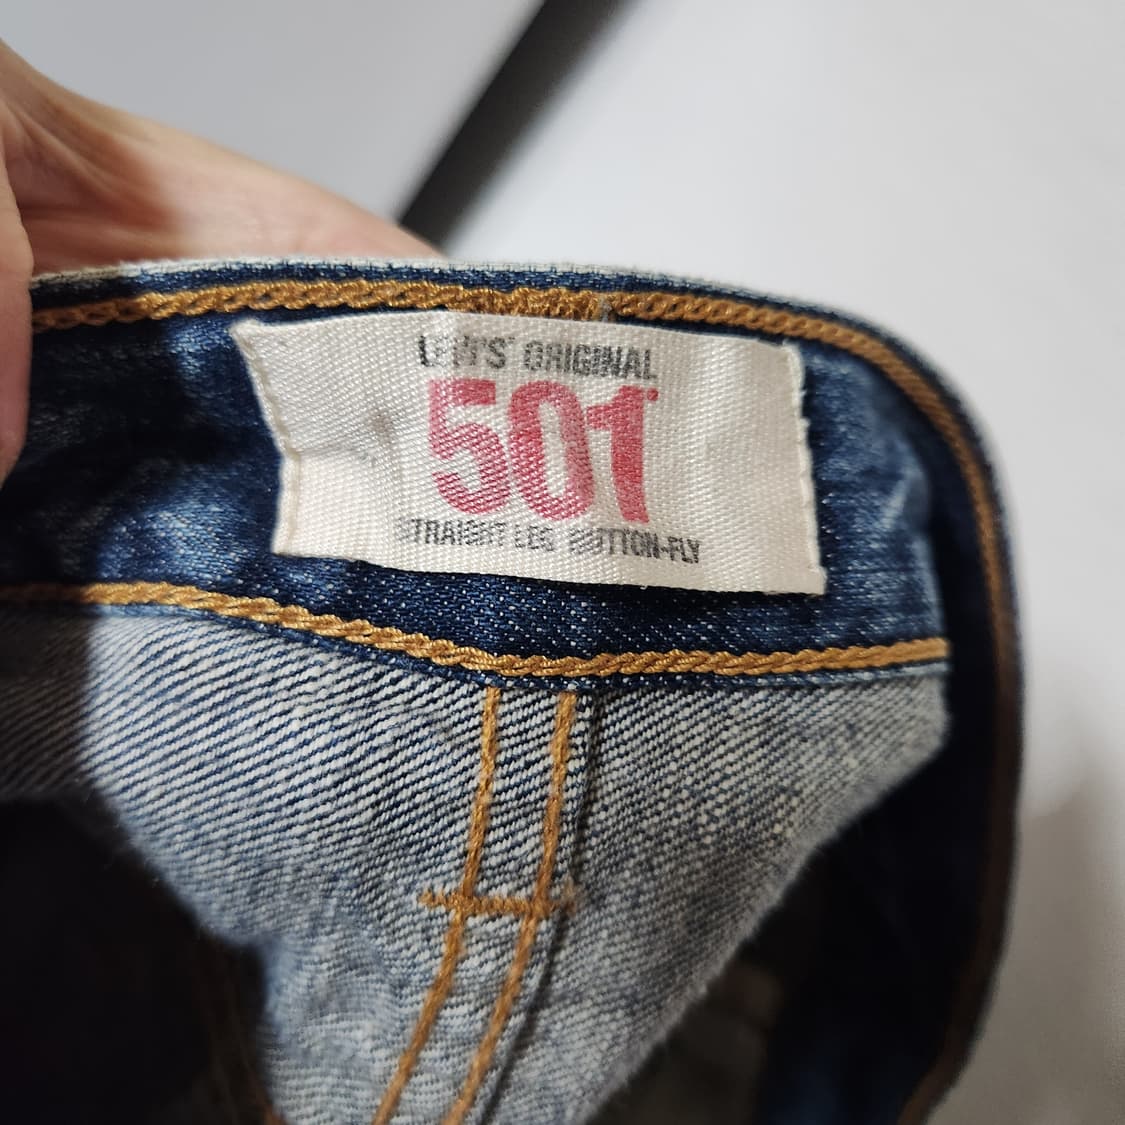 LEVI'S® ORIGINAL
501®
STRAIGHT LEG BUTTON-FLY